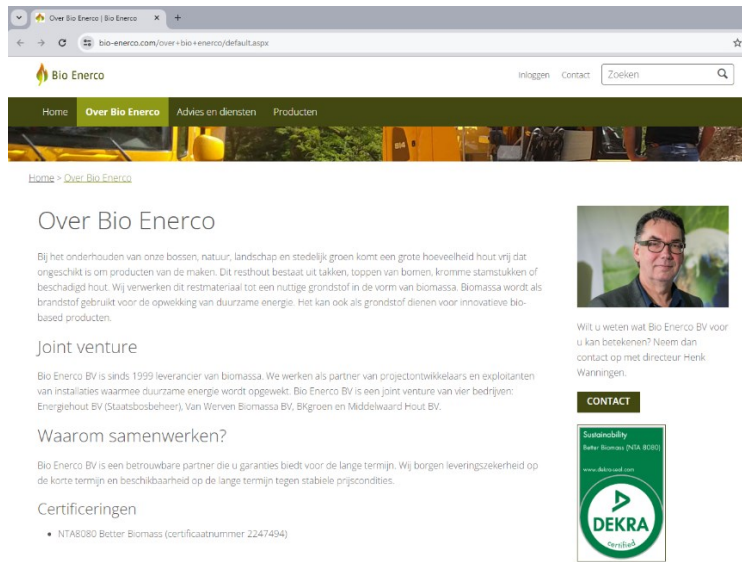 Over Bio Enerco | Bio Enerco
bio-enerco.com/over+bio+enerco/default.aspx
Bio Enerco
Inloggen Contact Zoeken
Home Over Bio Enerco Advies en diensten Producten
Home > Over Bio Enerco
Over Bio Enerco
Bij het onderhouden van onze bossen, natuur, landschap en stedelijk groen komt een grote hoeveelheid hout vrij dat
ongeschikt is om producten van de maken. Dit resthout bestaat uit takken, toppen van bomen, kromme stamstukken of
beschadigd hout. Wij verwerken dit restmateriaal tot een nuttige grondstof in de vorm van biomassa. Biomassa wordt als
brandstof gebruikt voor de opwekking van duurzame energie. Het kan ook als grondstof dienen voor innovatieve bio-
based producten.
Joint venture
Bio Enerco BV is sinds 1999 leverancier van biomassa. We werken als partner van projectontwikkelaars en exploitanten
van installaties waarmee duurzame energie wordt opgewekt. Bio Enerco BV is een joint venture van vier bedrijven:
Energiehout BV (Staatsbosbeheer), Van Werven Biomassa BV, BKgroen en Middelwaard Hout BV.
Waarom samenwerken?
Bio Enerco BV is een betrouwbare partner die u garanties biedt voor de lange termijn. Wij borgen leveringszekerheid op
de korte termijn en beschikbaarheid op de lange termijn tegen stabiele prijscondities.
Certificeringen
• NTA8080 Better Biomass (certificaatnummer 2247494)
Wilt u weten wat Bio Enerco BV voor
u kan betekenen? Neem dan
contact op met directeur Henk
Wanningen.
CONTACT
Sustainability
Better Biomass (NTA 8080)
www.dekra-seal.com
DEKRA
certified